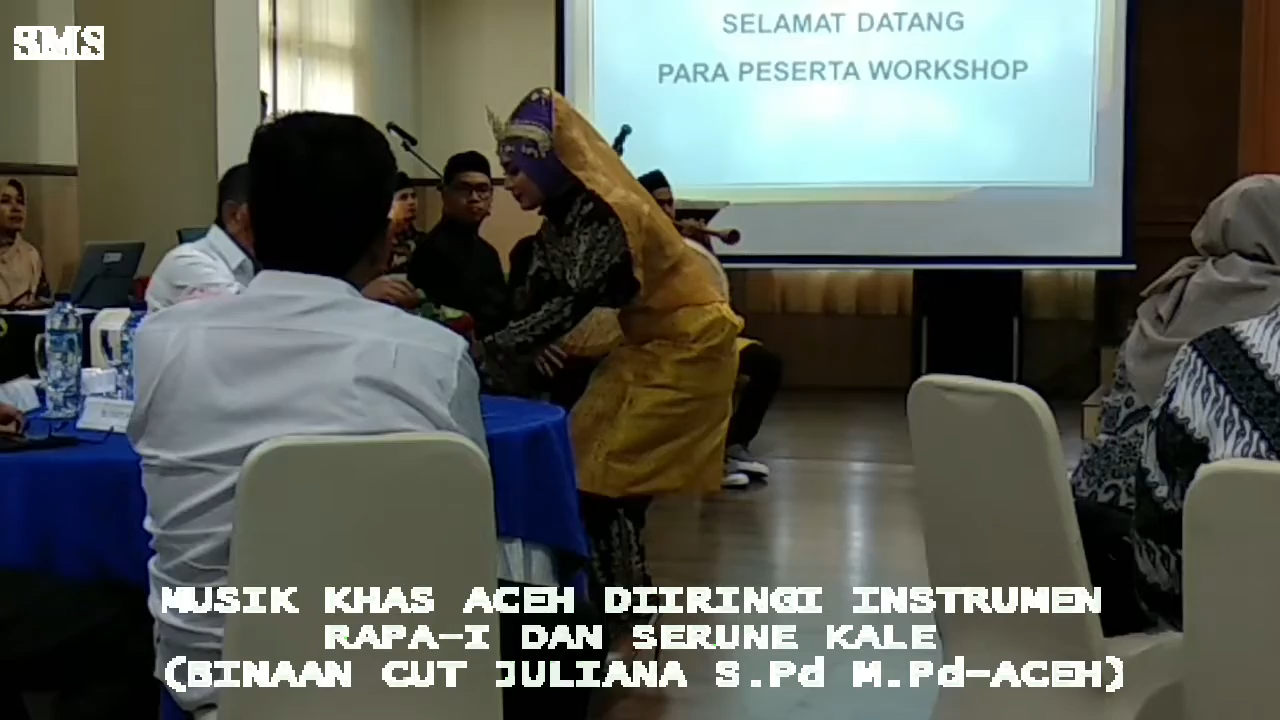 SMS
SELAMAT DATANG
PARA PESERTA WORKSHOP
MUSIK KHAS ACEH DIIRINGI INSTRUMEN
RAPA-I DAN SERUNE KALE
(BINAAN CUT JULIANA S.Pd M.Pd-ACEH)